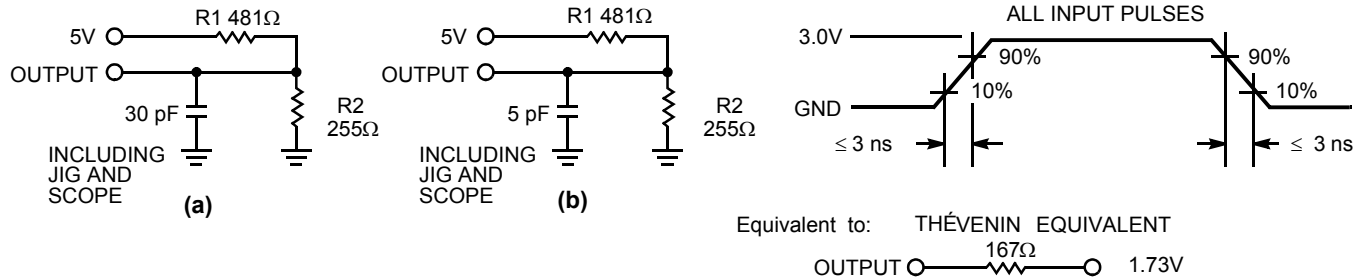 R1 481Ω
5V
OUTPUT
30 pF
R2
255Ω
INCLUDING
JIG AND
SCOPE
(a)
R1 481Ω
5V
OUTPUT
5 pF
R2
255Ω
INCLUDING
JIG AND
SCOPE
(b)
ALL INPUT PULSES
3.0V
90%
90%
10%
10%
GND
≤ 3 ns
≤ 3 ns
Equivalent to: THÉVENIN EQUIVALENT
167Ω
OUTPUT 1.73V